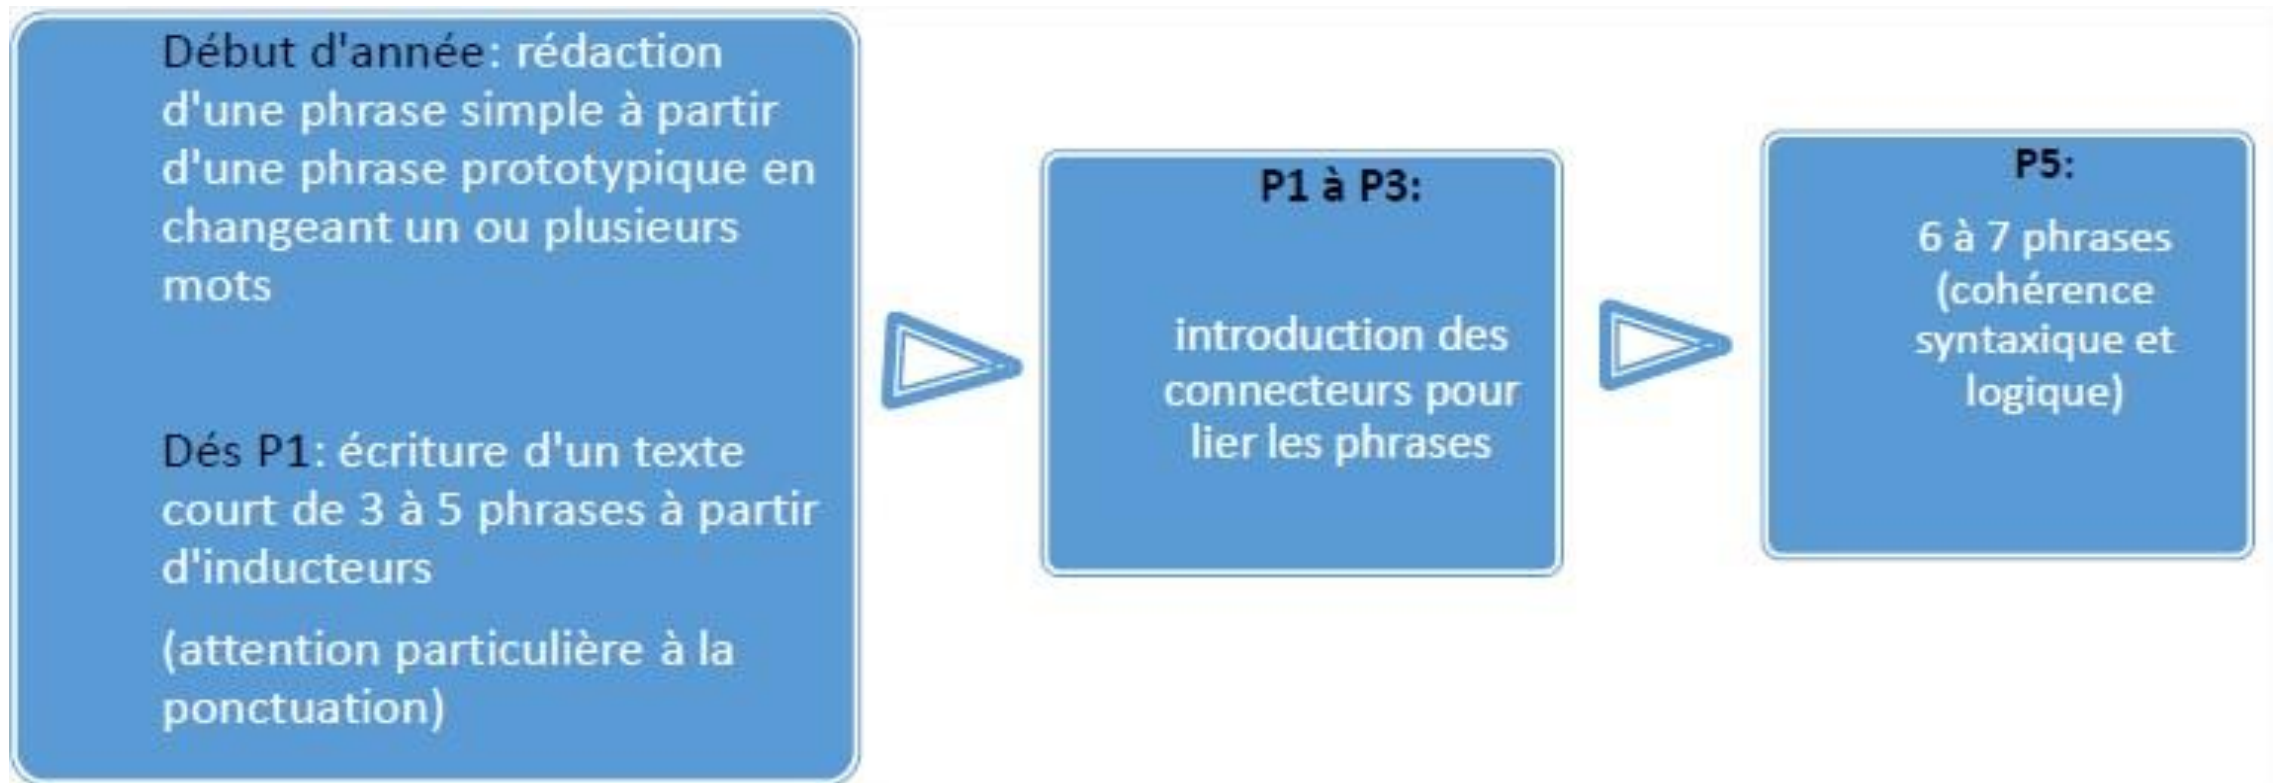 Début d'année: rédaction
d'une phrase simple à partir
d'une phrase prototypique en
changeant un ou plusieurs
mots
Dés P1: écriture d'un texte
court de 3 à 5 phrases à partir
d'inducteurs
(attention particulière à la
ponctuation)
P1 à P3:
introduction des
connecteurs pour
lier les phrases
P5:
6 à 7 phrases
(cohérence
syntaxique et
logique)